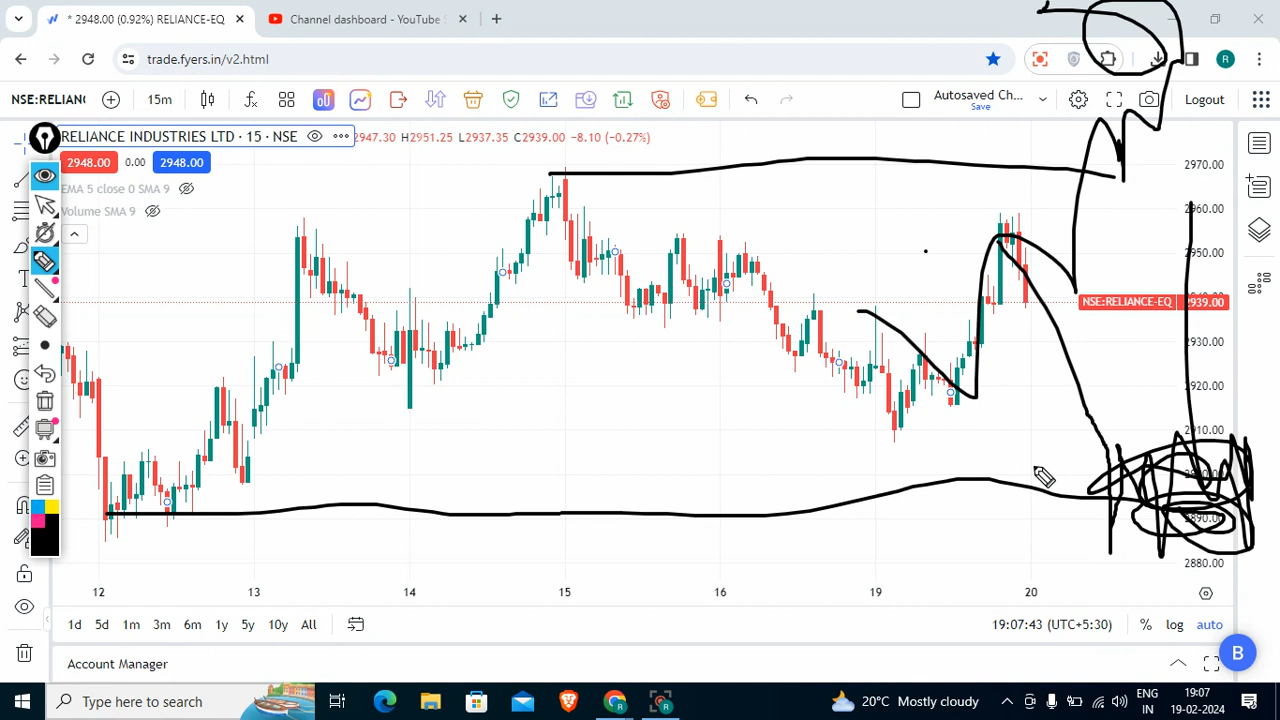 * 2948.00 (0.92%) RELIANCE-EQ
Channel dashboard - YouTube
trade.fyers.in/v2.html
R
NSE:RELIANC
15m
Autosaved Ch...
Save
Logout
RELIANCE INDUSTRIES LTD · 15 · NSE
2947.30 H2951.25 L2937.35 C2939.00 −8.10 (−0.27%)
2948.00 0.00 2948.00
EMA 5 close 0 SMA 9
Volume SMA 9
2970.00
2960.00
2950.00
NSE:RELIANCE-EQ 2939.00
2930.00
2920.00
2910.00
2890.00
2880.00
12 13 14 15 16 19 20
1d 5d 1m 3m 6m 1y 5y 10y All
19:07:43 (UTC+5:30) % log auto
Account Manager
B
Type here to search
20°C Mostly cloudy
ENG
IN
19:07
19-02-2024